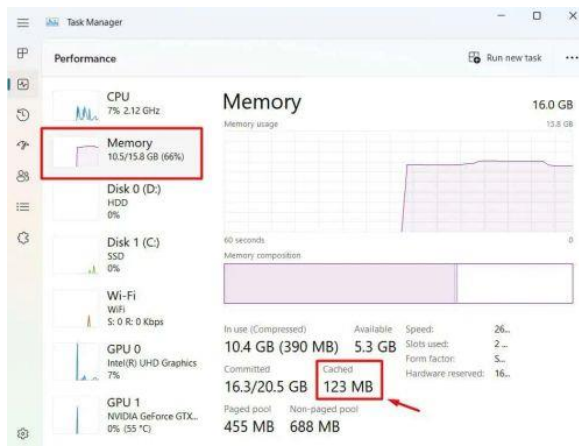 Task Manager
Performance
Run new task
CPU
7% 2.12 GHz
Memory
10.5/15.8 GB (66%)
Disk 0 (D:)
HDD
0%
Disk 1 (C:)
SSD
0%
Wi-Fi
WiFi
S: 0 R: 0 Kbps
GPU 0
Intel(R) UHD Graphics
7%
GPU 1
NVIDIA GeForce GTX...
0% (55 °C)
Memory 16.0 GB
Memory usage 15.8 GB
60 seconds 0
Memory composition
In use (Compressed) Available
10.4 GB (390 MB) 5.3 GB
Committed Cached
16.3/20.5 GB 123 MB
Paged pool Non-paged pool
455 MB 688 MB
Speed: 26...
Slots used: 2 ...
Form factor: S...
Hardware reserved: 16...